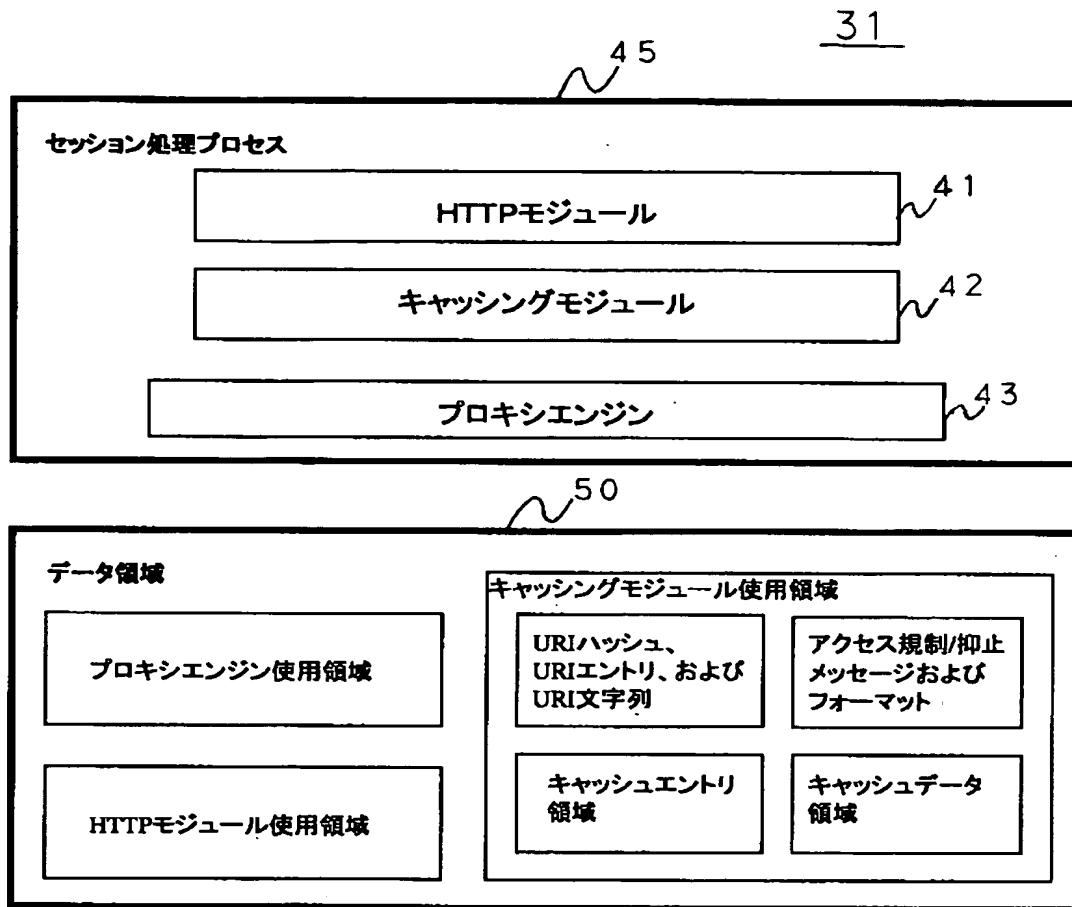 31
45
セッション処理プロセス
HTTPモジュール
41
キャッシングモジュール
42
プロキシエンジン
43
50
データ領域
プロキシエンジン使用領域
HTTPモジュール使用領域
キャッシングモジュール使用領域
URIハッシュ、
URIエントリ、および
URI文字列
アクセス規制/抑止
メッセージおよび
フォーマット
キャッシュエントリ
領域
キャッシュデータ
領域